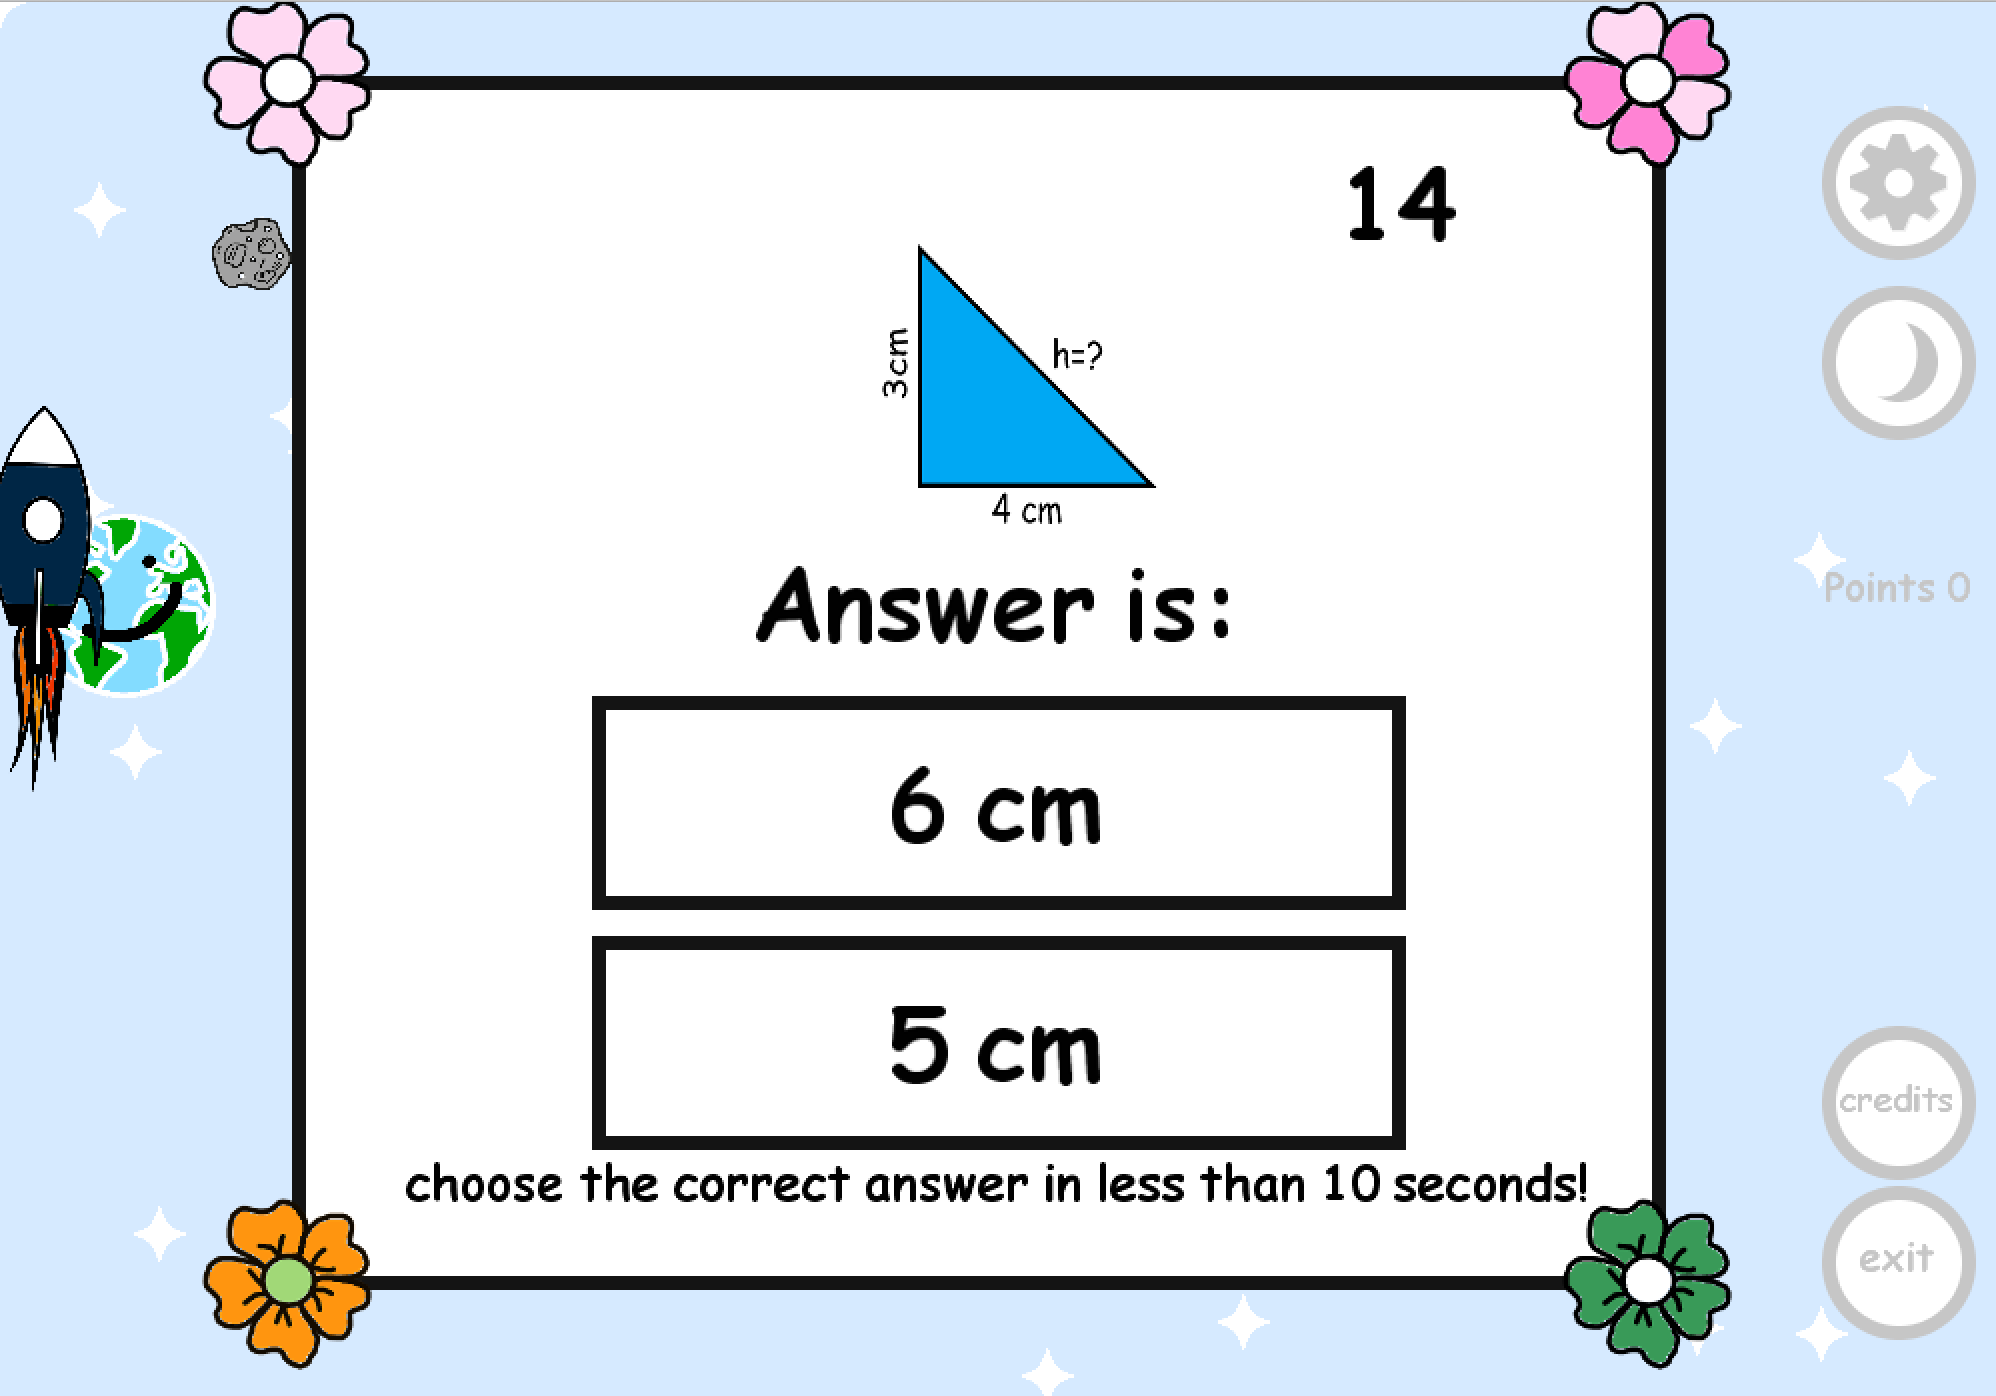 14
3cm
h=?
4 cm
Answer is:
6 cm
5 cm
choose the correct answer in less than 10 seconds!
Points 0
credits
exit